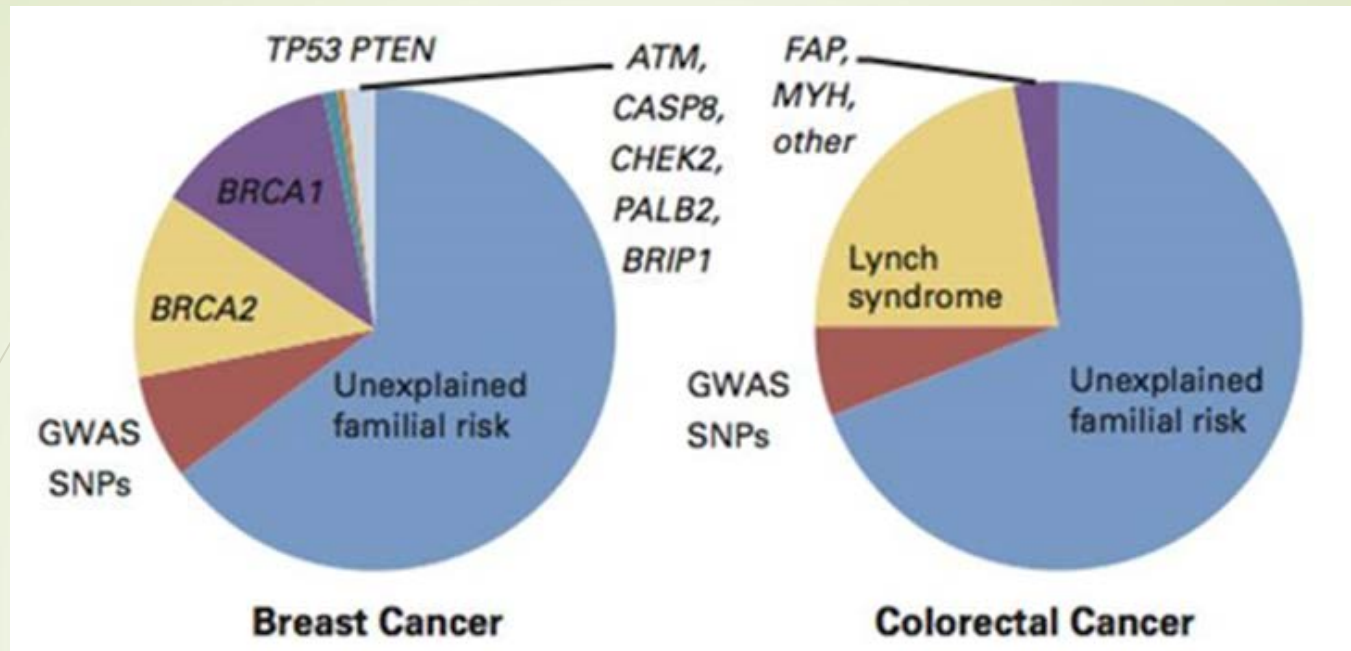 TP53 PTEN
BRCA1
BRCA2
GWAS
SNPs
Unexplained
familial risk
ATM,
CASP8,
CHEK2,
PALB2,
BRIP1
Breast Cancer
FAP,
MYH,
other
Lynch
syndrome
GWAS
SNPs
Unexplained
familial risk
Colorectal Cancer